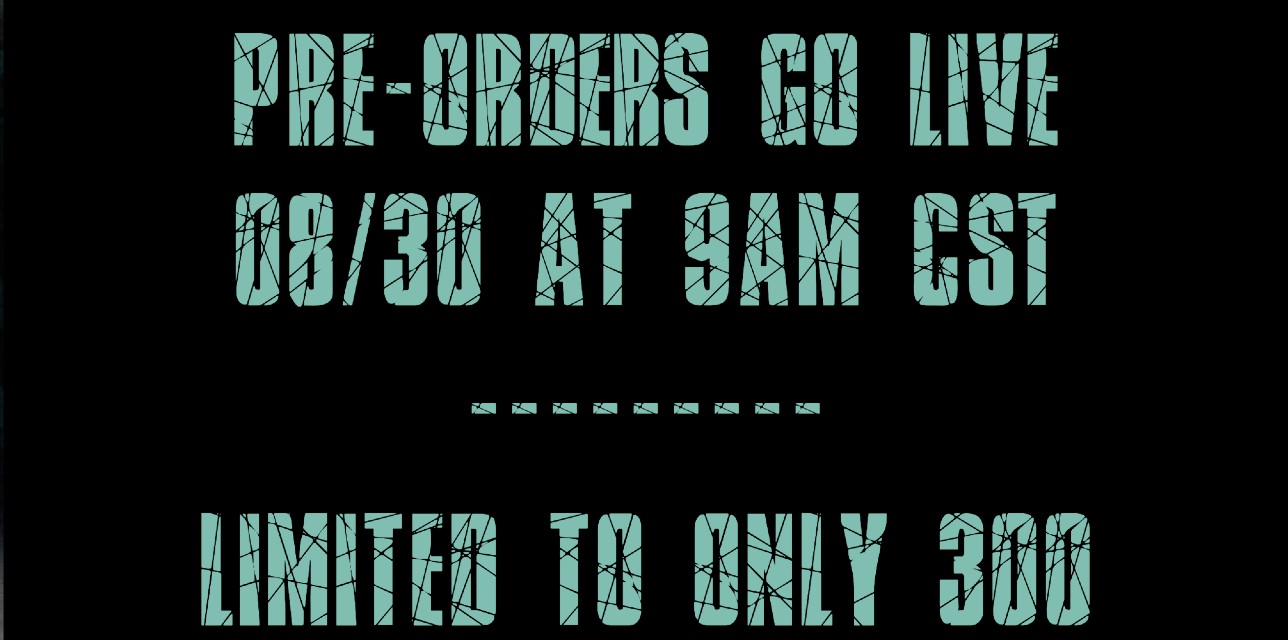 PRE-ORDERS GO LIVE
08/30 AT 9AM CST
---------
LIMITED TO ONLY 300